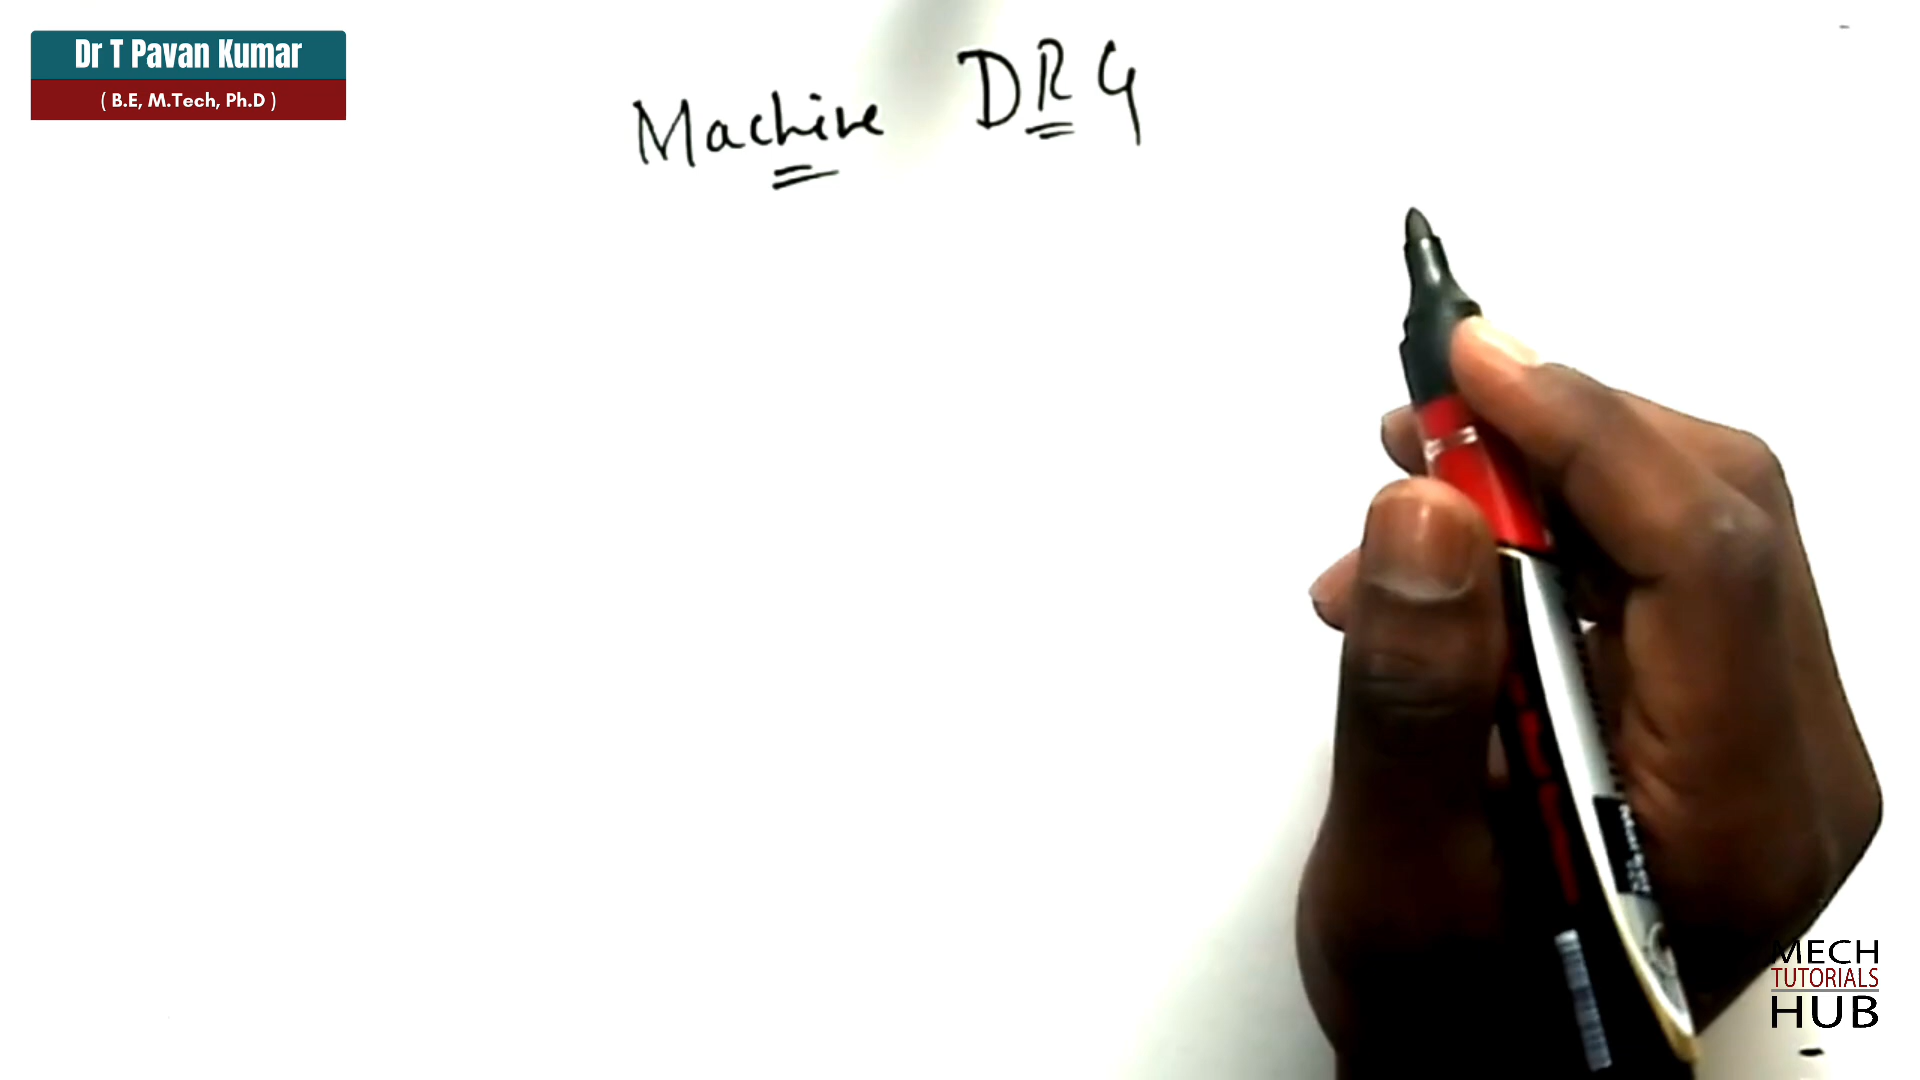 Dr T Pavan Kumar
( B.E, M.Tech, Ph.D )
Machine DRG
MECH
TUTORIALS
HUB